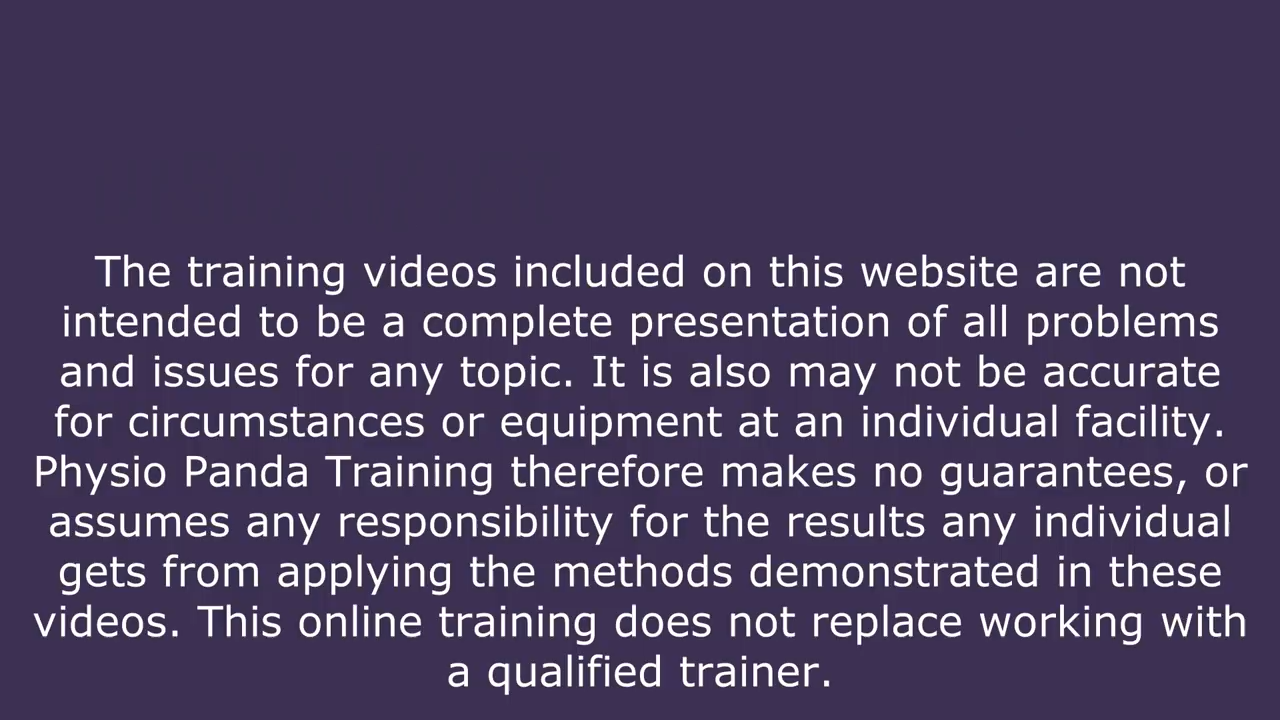 The training videos included on this website are not
intended to be a complete presentation of all problems
and issues for any topic. It is also may not be accurate
for circumstances or equipment at an individual facility.
Physio Panda Training therefore makes no guarantees, or
assumes any responsibility for the results any individual
gets from applying the methods demonstrated in these
videos. This online training does not replace working with
a qualified trainer.